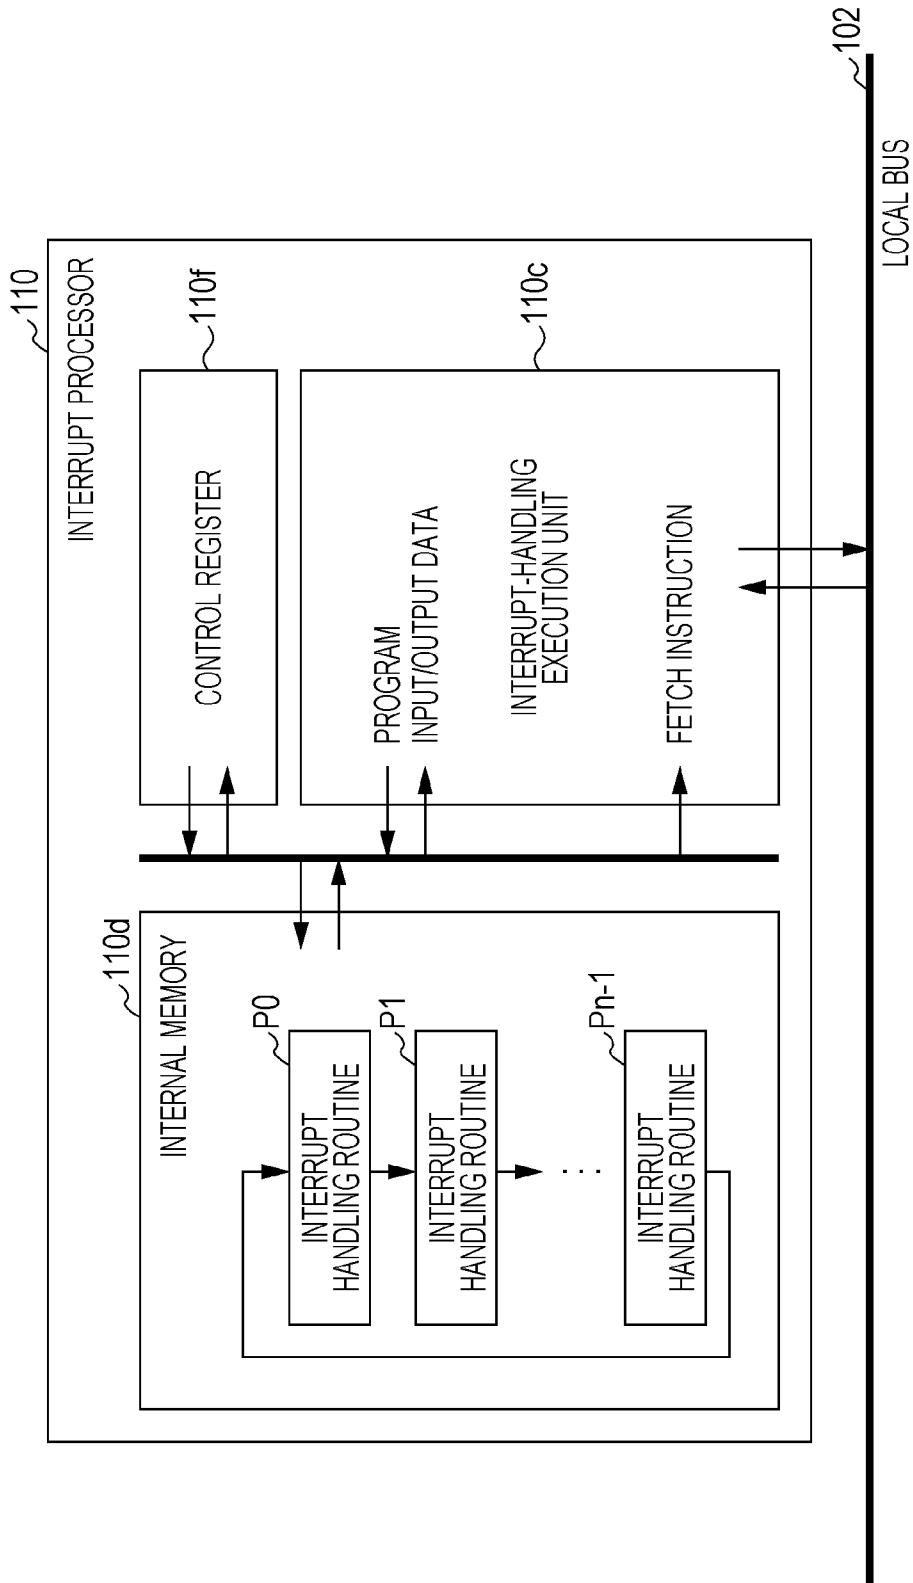 110
INTERRUPT PROCESSOR
110d
INTERNAL MEMORY
P0
INTERRUPT
HANDLING ROUTINE
P1
INTERRUPT
HANDLING ROUTINE
. . .
Pn-1
INTERRUPT
HANDLING ROUTINE
110f
CONTROL REGISTER
110c
PROGRAM
INPUT/OUTPUT DATA
INTERRUPT-HANDLING
EXECUTION UNIT
FETCH INSTRUCTION
102
LOCAL BUS